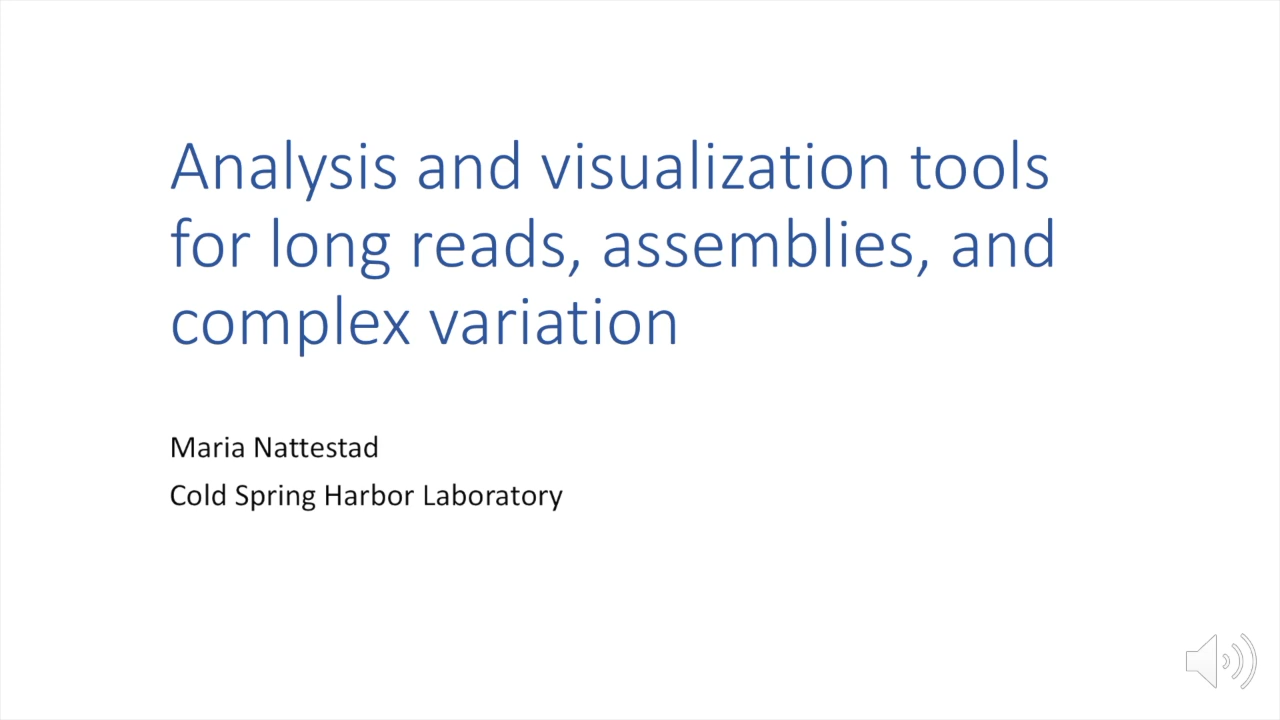 Analysis and visualization tools
for long reads, assemblies, and
complex variation
Maria Nattestad
Cold Spring Harbor Laboratory